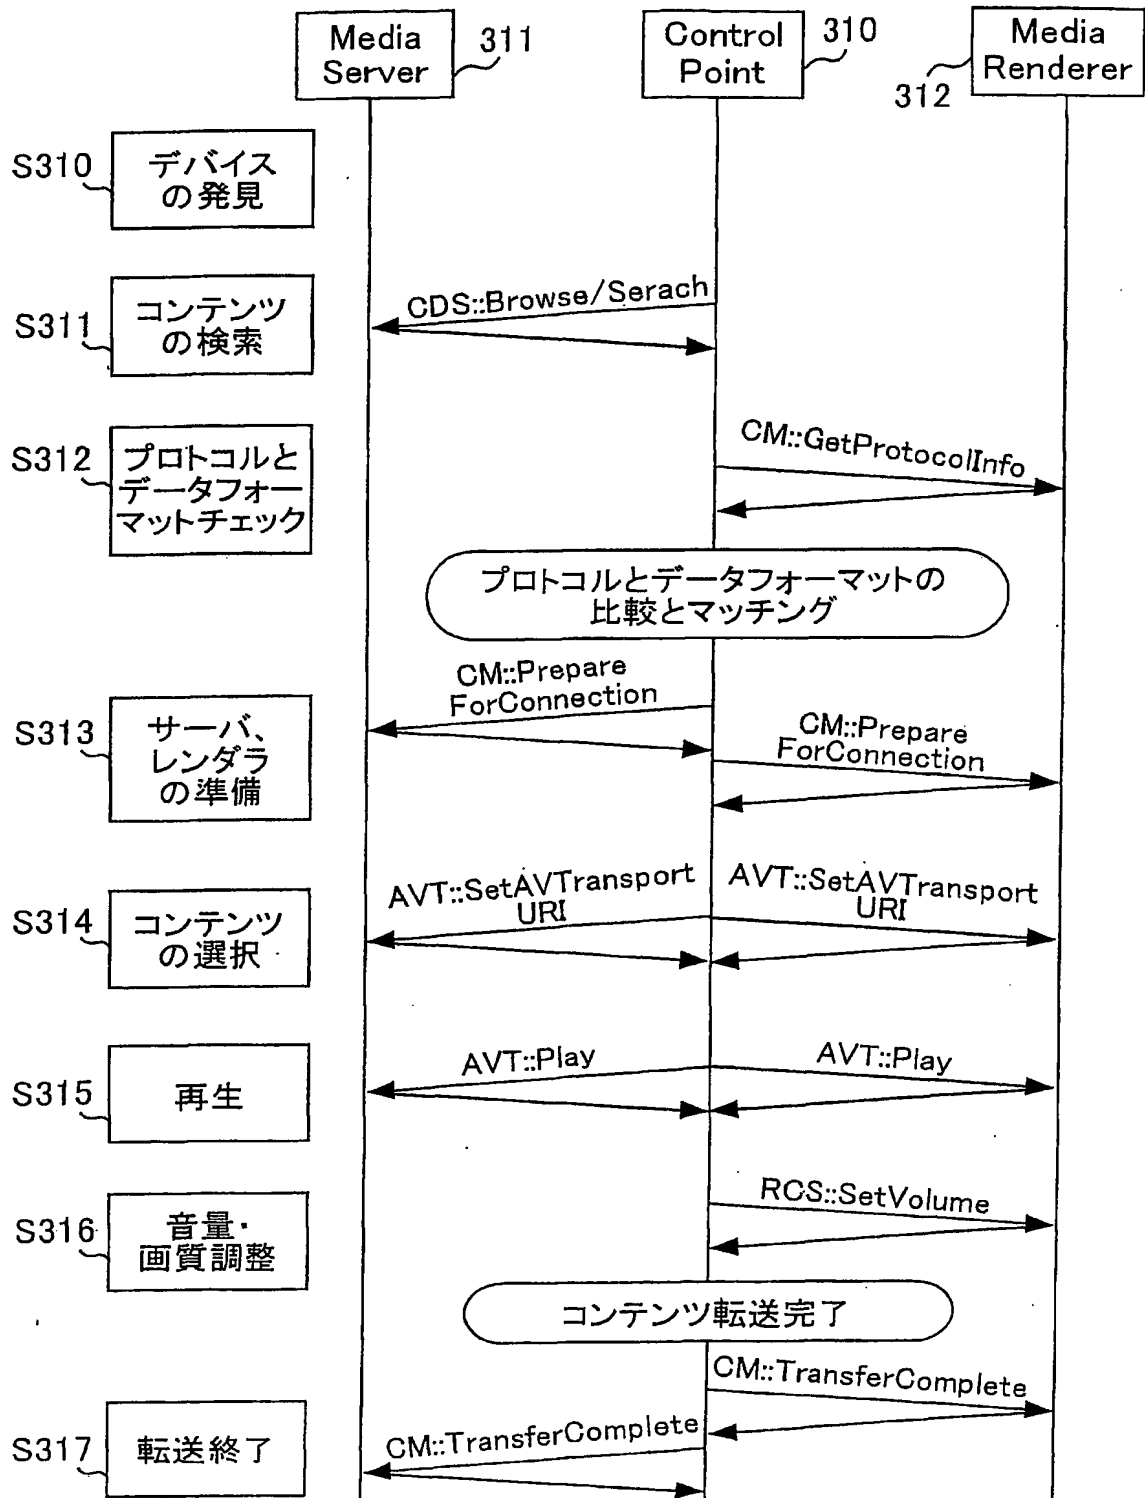 Media
Server
311
Control
Point
310
Media
Renderer
312
S310
デバイス
の発見
S311
コンテンツ
の検索
CDS::Browse/Serach
S312
プロトコルと
データフォー
マットチェック
CM::GetProtocolInfo
プロトコルとデータフォーマットの
比較とマッチング
S313
サーバ、
レンダラ
の準備
CM::Prepare
ForConnection
CM::Prepare
ForConnection
S314
コンテンツ
の選択
AVT::SetAVTransport
URI
AVT::SetAVTransport
URI
S315
再生
AVT::Play
AVT::Play
S316
音量・
画質調整
RCS::SetVolume
コンテンツ転送完了
CM::TransferComplete
S317
転送終了
CM::TransferComplete